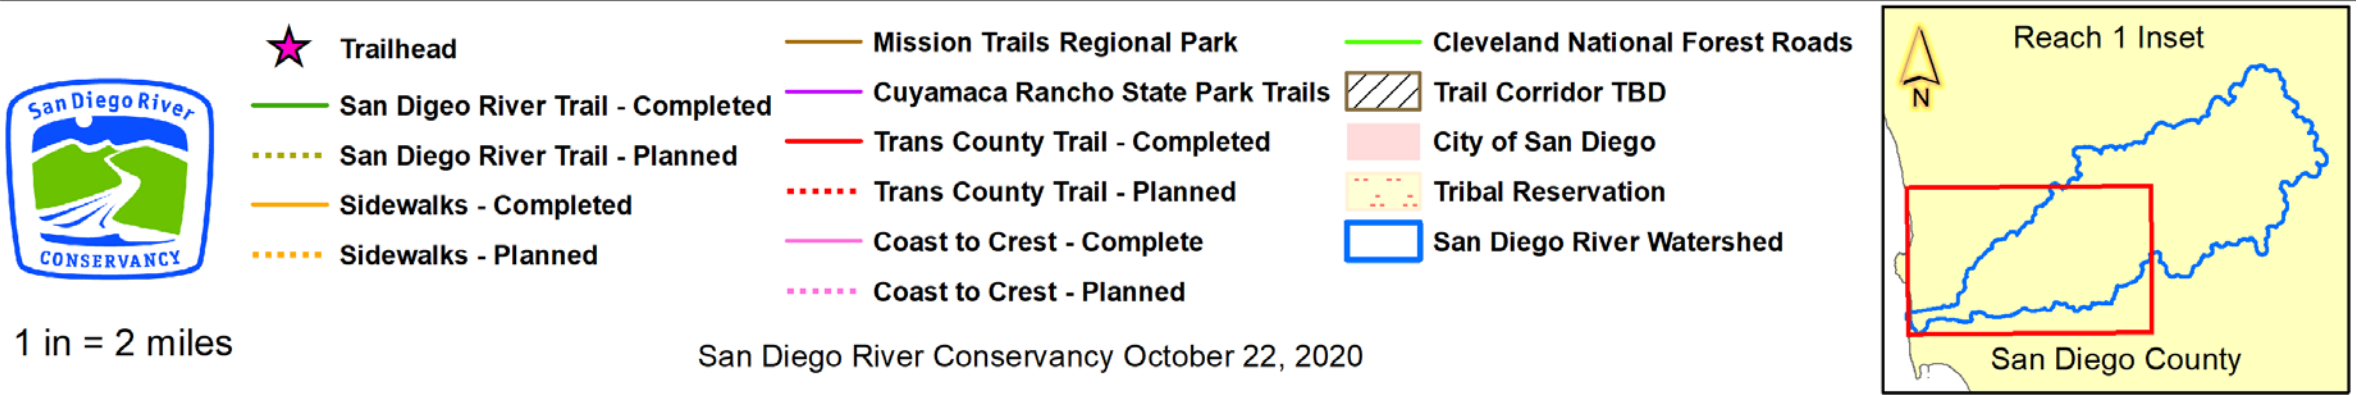 San Diego River
CONSERVANCY
1 in = 2 miles
Trailhead
San Digeo River Trail - Completed
San Diego River Trail - Planned
Sidewalks - Completed
Sidewalks - Planned
Mission Trails Regional Park
Cuyamaca Rancho State Park Trails
Trans County Trail - Completed
Trans County Trail - Planned
Coast to Crest - Complete
Coast to Crest - Planned
Cleveland National Forest Roads
Trail Corridor TBD
City of San Diego
Tribal Reservation
San Diego River Watershed
San Diego River Conservancy October 22, 2020
Reach 1 Inset
N
San Diego County